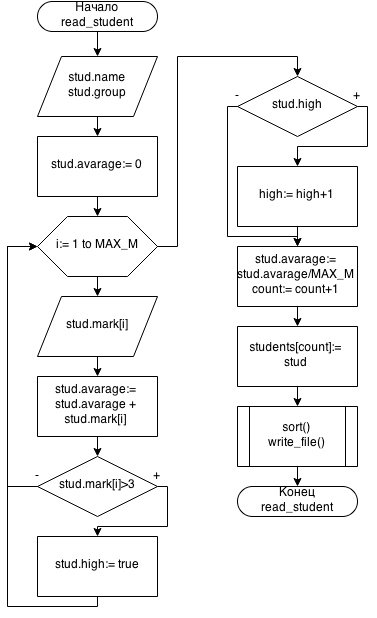 Начало
read_student
stud.name
stud.group
stud.avarage:= 0
i:= 1 to MAX_M
stud.mark[i]
stud.avarage:=
stud.avarage +
stud.mark[i]
-
stud.mark[i]>3
+
stud.high:= true
-
stud.high
+
high:= high+1
stud.avarage:=
stud.avarage/MAX_M
count:= count+1
students[count]:=
stud
sort()
write_file()
Конец
read_student